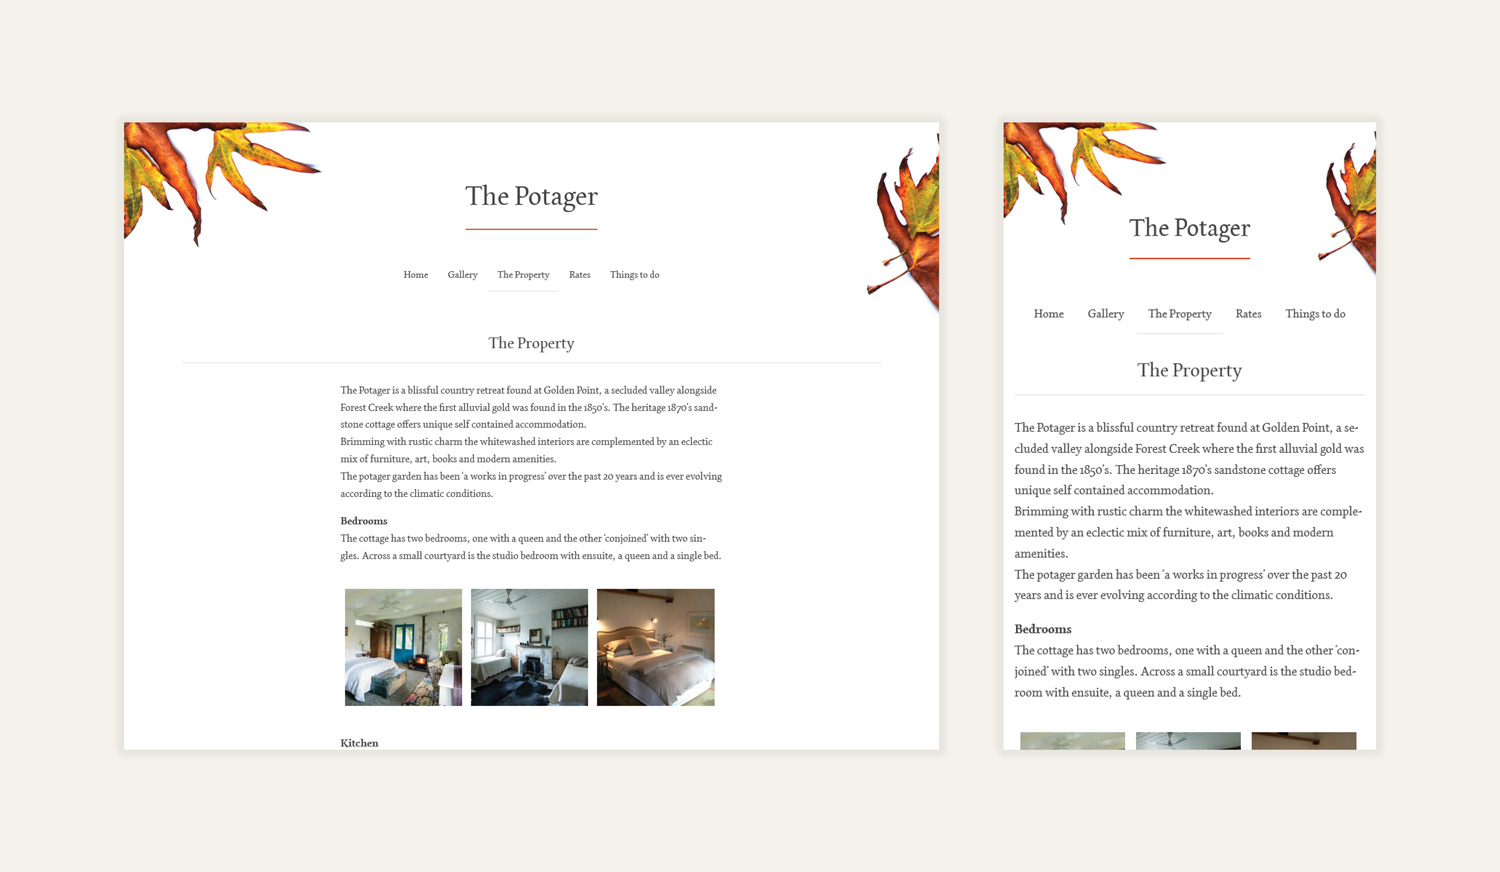 The Potager
Home Gallery The Property Rates Things to do
The Property
The Potager is a blissful country retreat found at Golden Point, a secluded valley alongside
Forest Creek where the first alluvial gold was found in the 1850's. The heritage 1870's sand-
stone cottage offers unique self contained accommodation.
Brimming with rustic charm the whitewashed interiors are complemented by an eclectic
mix of furniture, art, books and modern amenities.
The potager garden has been 'a works in progress' over the past 20 years and is ever evolving
according to the climatic conditions.
Bedrooms
The cottage has two bedrooms, one with a queen and the other 'conjoined' with two sin-
gles. Across a small courtyard is the studio bedroom with ensuite, a queen and a single bed.
Kitchen
The Potager
Home Gallery The Property Rates Things to do
The Property
The Potager is a blissful country retreat found at Golden Point, a se-
cluded valley alongside Forest Creek where the first alluvial gold was
found in the 1850's. The heritage 1870's sandstone cottage offers
unique self contained accommodation.
Brimming with rustic charm the whitewashed interiors are comple-
mented by an eclectic mix of furniture, art, books and modern
amenities.
The potager garden has been 'a works in progress' over the past 20
years and is ever evolving according to the climatic conditions.
Bedrooms
The cottage has two bedrooms, one with a queen and the other 'con-
joined' with two singles. Across a small courtyard is the studio bed-
room with ensuite, a queen and a single bed.